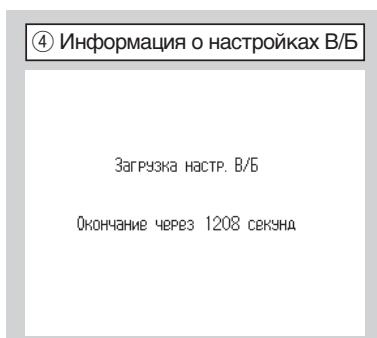 ④ Информация о настройках В/Б
Загрузка настр. В/Б
Окончание через 1208 секунд